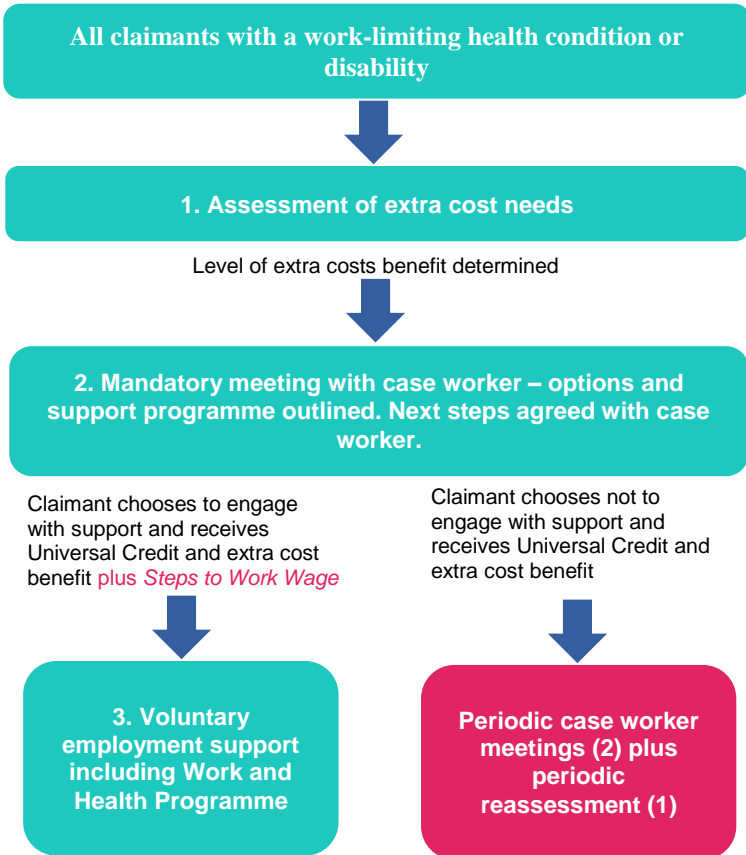 All claimants with a work-limiting health condition or
disability
1. Assessment of extra cost needs
Level of extra costs benefit determined
2. Mandatory meeting with case worker – options and
support programme outlined. Next steps agreed with case
worker.
Claimant chooses to engage
with support and receives
Universal Credit and extra cost
benefit plus Steps to Work Wage
Claimant chooses not to
engage with support and
receives Universal Credit and
extra cost benefit
3. Voluntary
employment support
including Work and
Health Programme
Periodic case worker
meetings (2) plus
periodic
reassessment (1)